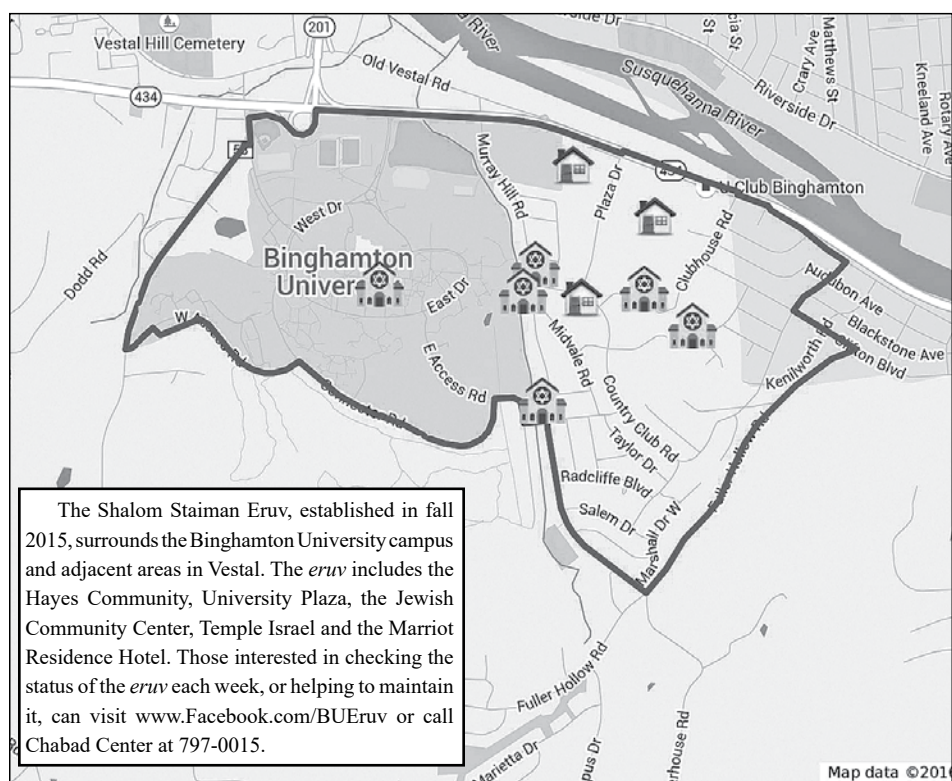 Vestal Hill Cemetery
201
Old Vestal Rd
434
River
Riverside Dr
Susquehanna River
Matthews St
Crary Ave
Kneeland Ave
Rotary Ave
Murray Hill Rd
Plaza Dr
U Club Binghamton
Clubhouse Rd
West Dr
Binghamton
East Dr
Dodd Rd
Audubon Ave
Blackstone Ave
Kenilworth
Midvale Rd
E Access Rd
Connector Rd
Country Club Rd
Taylor Dr
Radcliffe Blvd
Salem Dr
Marshall Dr W
Fuller Hollow Rd
The Shalom Staiman Eruv, established in fall
2015, surrounds the Binghamton University campus
and adjacent areas in Vestal. The eruv includes the
Hayes Community, University Plaza, the Jewish
Community Center, Temple Israel and the Marriot
Residence Hotel. Those interested in checking the
status of the eruv each week, or helping to maintain
it, can visit www.Facebook.com/BUEruv or call
Chabad Center at 797-0015.
Fuller Hollow Rd
Marietta Dr
Map data ©201